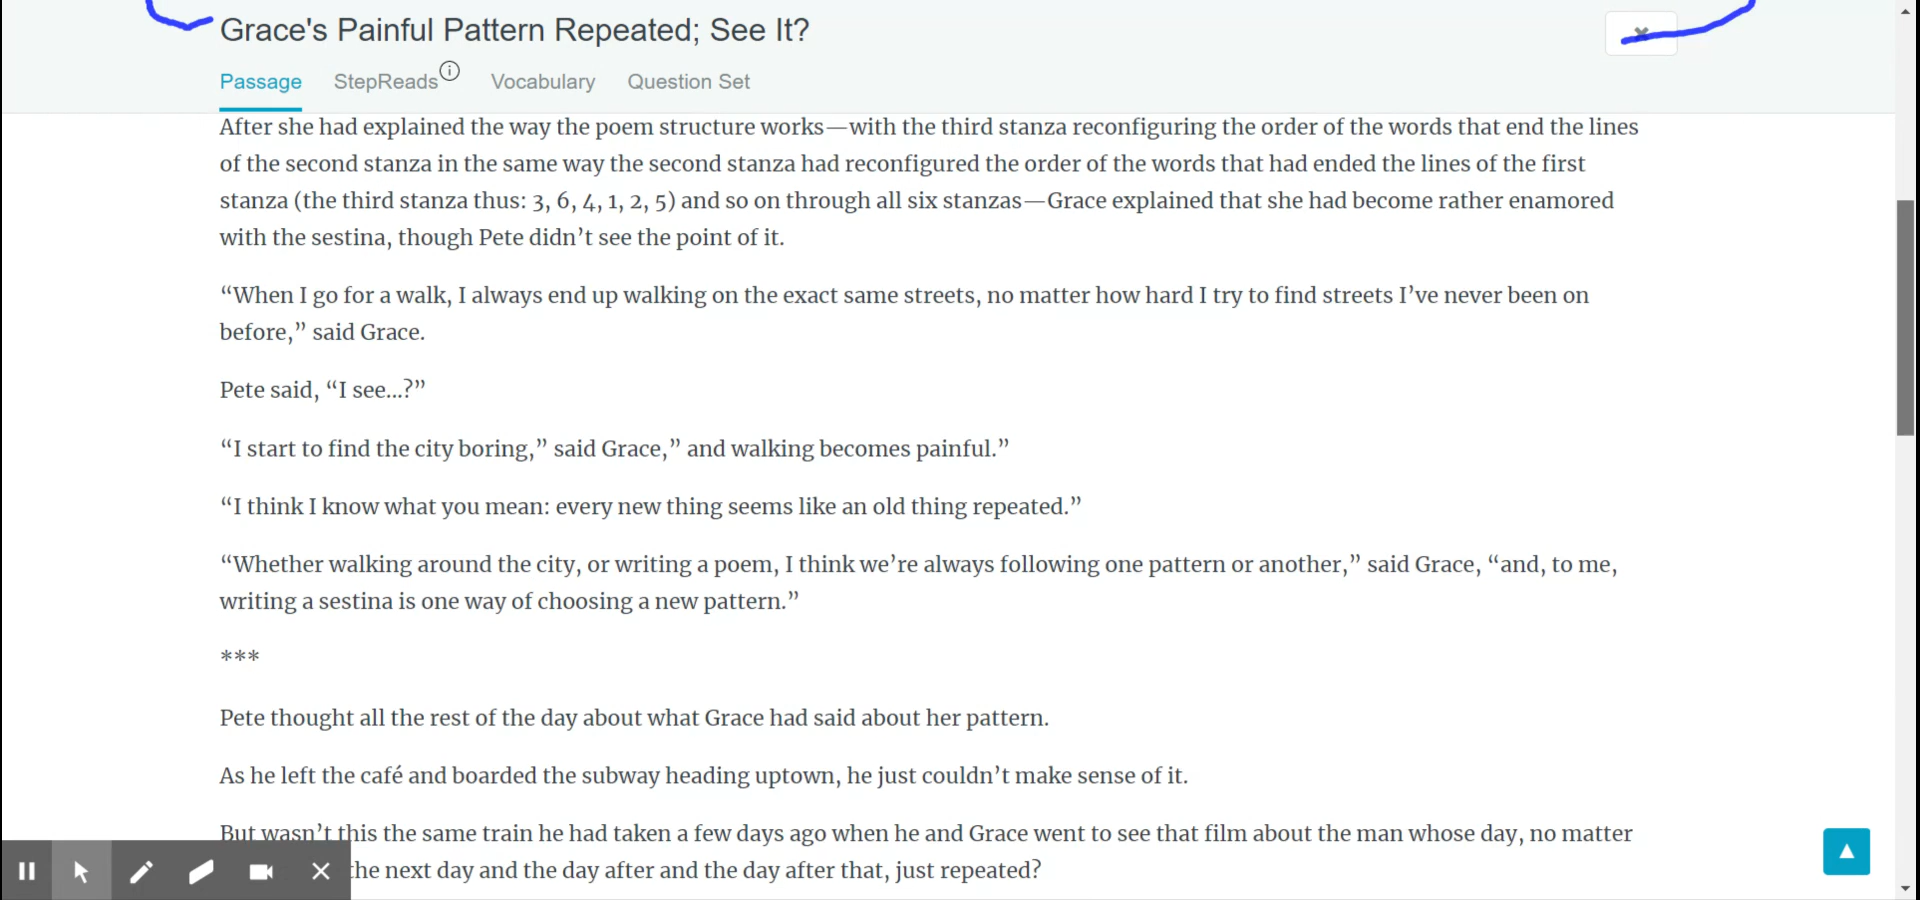 Grace's Painful Pattern Repeated; See It?
Passage StepReads Vocabulary Question Set
After she had explained the way the poem structure works—with the third stanza reconfiguring the order of the words that end the lines
of the second stanza in the same way the second stanza had reconfigured the order of the words that had ended the lines of the first
stanza (the third stanza thus: 3, 6, 4, 1, 2, 5) and so on through all six stanzas—Grace explained that she had become rather enamored
with the sestina, though Pete didn’t see the point of it.
“When I go for a walk, I always end up walking on the exact same streets, no matter how hard I try to find streets I’ve never been on
before,” said Grace.
Pete said, “I see...?”
“I start to find the city boring,” said Grace,” and walking becomes painful.”
“I think I know what you mean: every new thing seems like an old thing repeated.”
“Whether walking around the city, or writing a poem, I think we’re always following one pattern or another,” said Grace, “and, to me,
writing a sestina is one way of choosing a new pattern.”
***
Pete thought all the rest of the day about what Grace had said about her pattern.
As he left the café and boarded the subway heading uptown, he just couldn’t make sense of it.
But wasn’t this the same train he had taken a few days ago when he and Grace went to see that film about the man whose day, no matter
the next day and the day after and the day after that, just repeated?